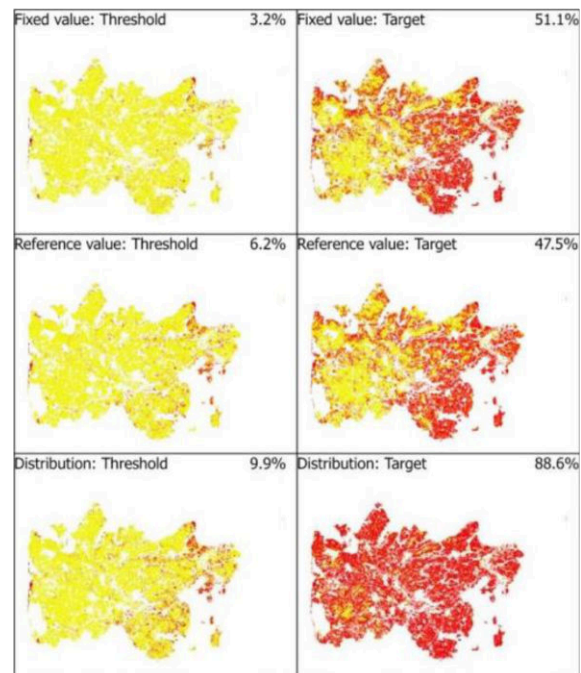 Fixed value: Threshold 3.2%
Fixed value: Target 51.1%
Reference value: Threshold 6.2%
Reference value: Target 47.5%
Distribution: Threshold 9.9%
Distribution: Target 88.6%